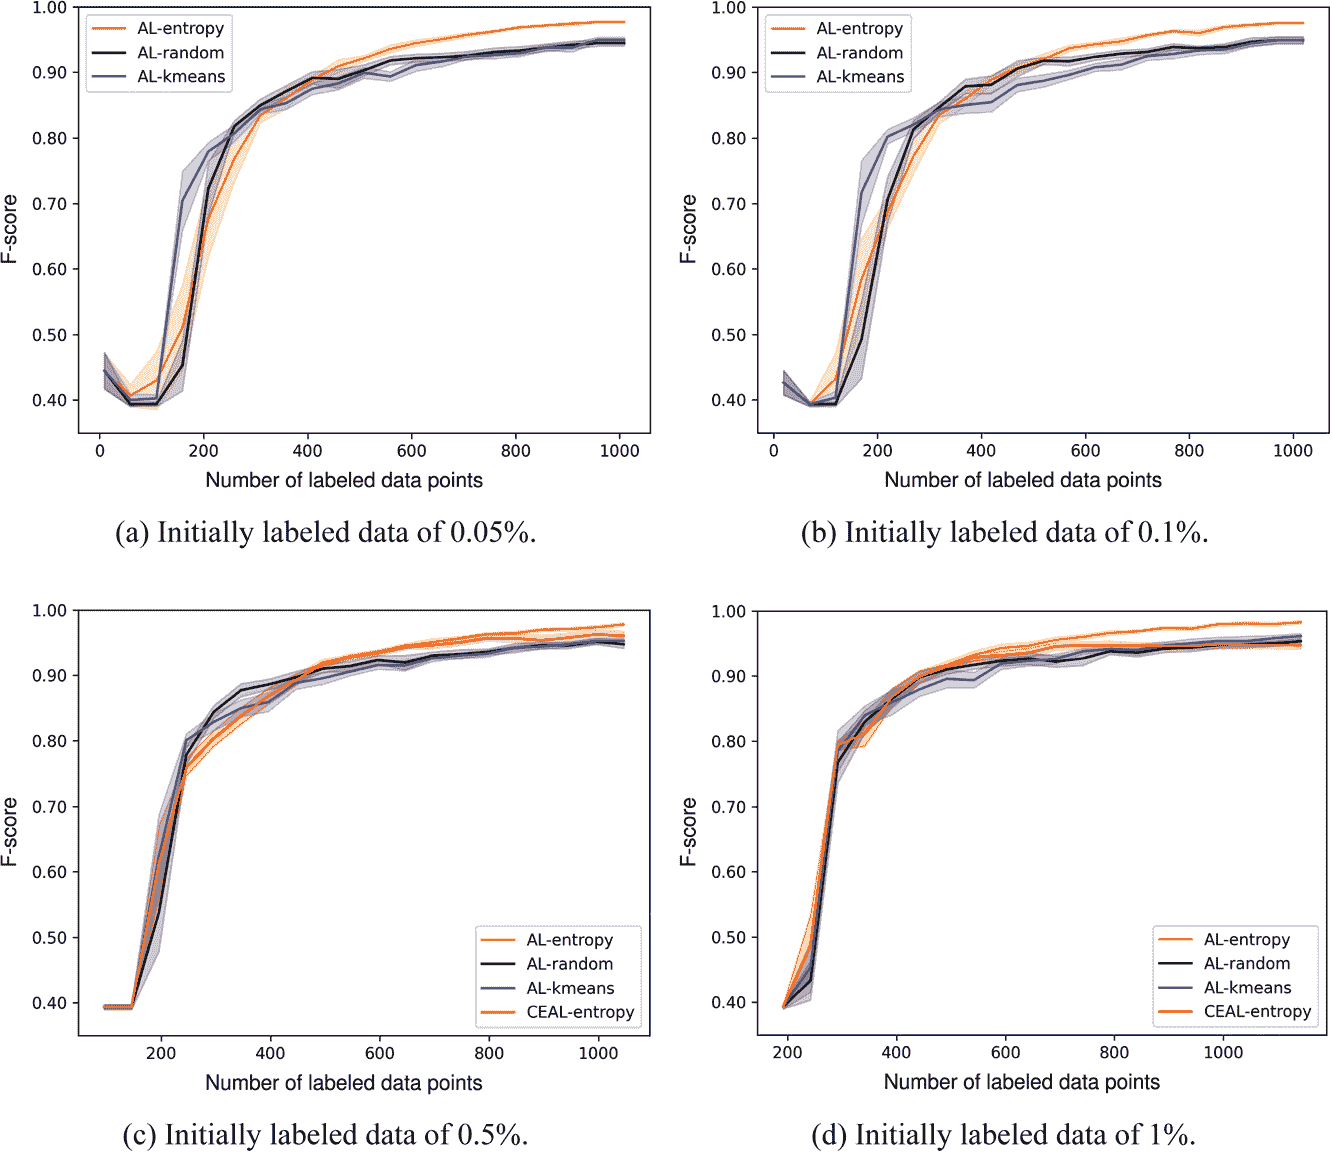 1.00
0.90
0.80
0.70
0.60
0.50
0.40
F-score
AL-entropy
AL-random
AL-kmeans
0 200 400 600 800 1000
Number of labeled data points
(a) Initially labeled data of 0.05%.
1.00
0.90
0.80
0.70
0.60
0.50
0.40
F-score
AL-entropy
AL-random
AL-kmeans
0 200 400 600 800 1000
Number of labeled data points
(b) Initially labeled data of 0.1%.
1.00
0.90
0.80
0.70
0.60
0.50
0.40
F-score
AL-entropy
AL-random
AL-kmeans
CEAL-entropy
200 400 600 800 1000
Number of labeled data points
(c) Initially labeled data of 0.5%.
1.00
0.90
0.80
0.70
0.60
0.50
0.40
F-score
AL-entropy
AL-random
AL-kmeans
CEAL-entropy
200 400 600 800 1000
Number of labeled data points
(d) Initially labeled data of 1%.